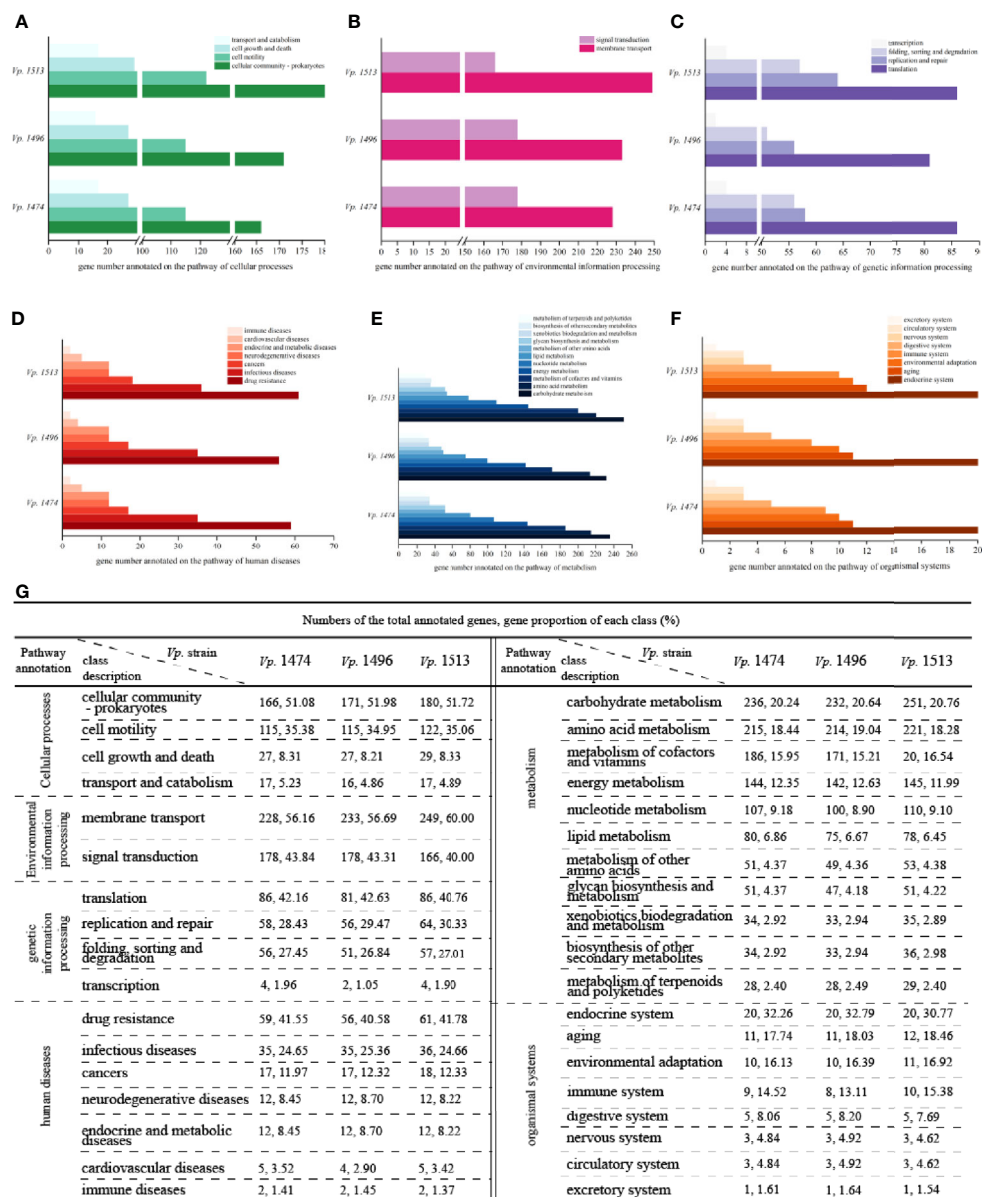 A
transport and catabolism
cell growth and death
cell motility
cellular community - prokaryotes
Vp. 1513
Vp. 1496
Vp. 1474
0 10 20 100 110 120 160 165 170 175 180
gene number annotated on the pathway of cellular processes
B
signal transduction
membrane transport
Vp. 1513
Vp. 1496
Vp. 1474
0 5 10 15 20 25 150 160 170 180 190 200 210 220 230 240 250
gene number annotated on the pathway of environmental information processing
C
transcription
folding, sorting and degradation
replication and repair
translation
Vp. 1513
Vp. 1496
Vp. 1474
0 2 4 8 50 55 60 65 70 75 80 85 90
gene number annotated on the pathway of genetic information processing
D
immune diseases
cardiovascular diseases
endocrine and metabolic diseases
neurodegenerative diseases
cancers
infectious diseases
drug resistance
Vp. 1513
Vp. 1496
Vp. 1474
0 10 20 30 40 50 60 70
gene number annotated on the pathway of human diseases
E
metabolism of terpenoids and polyketides
biosynthesis of other secondary metabolites
xenobiotics biodegradation and metabolism
glycan biosynthesis and metabolism
metabolism of other amino acids
lipid metabolism
nucleotide metabolism
energy metabolism
metabolism of cofactors and vitamins
amino acid metabolism
carbohydrate metabolism
Vp. 1513
Vp. 1496
Vp. 1474
0 20 40 60 80 100 120 140 160 180 200 220 240 260
gene number annotated on the pathway of metabolism
F
excretory system
circulatory system
nervous system
digestive system
immune system
environmental adaptation
aging
endocrine system
Vp. 1513
Vp. 1496
Vp. 1474
0 2 4 6 8 10 12 14 16 18 20
gene number annotated on the pathway of organismal systems
G
Numbers of the total annotated genes, gene proportion of each class (%)
Pathway annotation class description Vp. strain Vp. 1474 Vp. 1496 Vp. 1513
Cellular processes
cellular community - prokaryotes 166, 51.08 171, 51.98 180, 51.72
cell motility 115, 35.38 115, 34.95 122, 35.06
cell growth and death 27, 8.31 27, 8.21 29, 8.33
transport and catabolism 17, 5.23 16, 4.86 17, 4.89
Environmental information processing
membrane transport 228, 56.16 233, 56.69 249, 60.00
signal transduction 178, 43.84 178, 43.31 166, 40.00
genetic information processing
translation 86, 42.16 81, 42.63 86, 40.76
replication and repair 58, 28.43 56, 29.47 64, 30.33
folding, sorting and degradation 56, 27.45 51, 26.84 57, 27.01
transcription 4, 1.96 2, 1.05 4, 1.90
human diseases
drug resistance 59, 41.55 56, 40.58 61, 41.78
infectious diseases 35, 24.65 35, 25.36 36, 24.66
cancers 17, 11.97 17, 12.32 18, 12.33
neurodegenerative diseases 12, 8.45 12, 8.70 12, 8.22
endocrine and metabolic diseases 12, 8.45 12, 8.70 12, 8.22
cardiovascular diseases 5, 3.52 4, 2.90 5, 3.42
immune diseases 2, 1.41 2, 1.45 2, 1.37
Pathway annotation class description Vp. strain Vp. 1474 Vp. 1496 Vp. 1513
metabolism
carbohydrate metabolism 236, 20.24 232, 20.64 251, 20.76
amino acid metabolism 215, 18.44 214, 19.04 221, 18.28
metabolism of cofactors and vitamins 186, 15.95 171, 15.21 20, 16.54
energy metabolism 144, 12.35 142, 12.63 145, 11.99
nucleotide metabolism 107, 9.18 100, 8.90 110, 9.10
lipid metabolism 80, 6.86 75, 6.67 78, 6.45
metabolism of other amino acids 51, 4.37 49, 4.36 53, 4.38
glycan biosynthesis and metabolism 51, 4.37 47, 4.18 51, 4.22
xenobiotics biodegradation and metabolism 34, 2.92 33, 2.94 35, 2.89
biosynthesis of other secondary metabolites 34, 2.92 33, 2.94 36, 2.98
metabolism of terpenoids and polyketides 28, 2.40 28, 2.49 29, 2.40
organismal systems
endocrine system 20, 32.26 20, 32.79 20, 30.77
aging 11, 17.74 11, 18.03 12, 18.46
environmental adaptation 10, 16.13 10, 16.39 11, 16.92
immune system 9, 14.52 8, 13.11 10, 15.38
digestive system 5, 8.06 5, 8.20 5, 7.69
nervous system 3, 4.84 3, 4.92 3, 4.62
circulatory system 3, 4.84 3, 4.92 3, 4.62
excretory system 1, 1.61 1, 1.64 1, 1.54